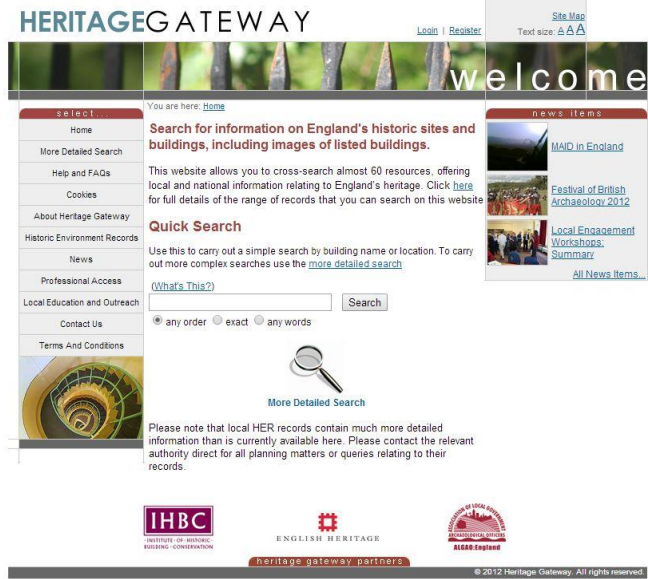 HERITAGEGATEWAY
Login | Register
Site Map
Text size: A A A
welcome
select...
Home
More Detailed Search
Help and FAQs
Cookies
About Heritage Gateway
Historic Environment Records
News
Professional Access
Local Education and Outreach
Contact Us
Terms And Conditions
You are here: Home
Search for information on England's historic sites and
buildings, including images of listed buildings.
This website allows you to cross-search almost 60 resources, offering
local and national information relating to England's heritage. Click here
for full details of the range of records that you can search on this website
Quick Search
Use this to carry out a simple search by building name or location. To carry
out more complex searches use the more detailed search
(What's This?)
Search
any order exact any words
More Detailed Search
Please note that local HER records contain much more detailed
information than is currently available here. Please contact the relevant
authority direct for all planning matters or queries relating to their
records.
news items
MAID in England
Festival of British
Archaeology 2012
Local Engagement
Workshops:
Summary
All News Items...
IHBC
INSTITUTE · OF · HISTORIC ·
BUILDING · CONSERVATION
ENGLISH HERITAGE
ASSOCIATION OF LOCAL GOVERNMENT
ARCHAEOLOGICAL OFFICERS
ALGAO:England
heritage gateway partners
© 2012 Heritage Gateway. All rights reserved.